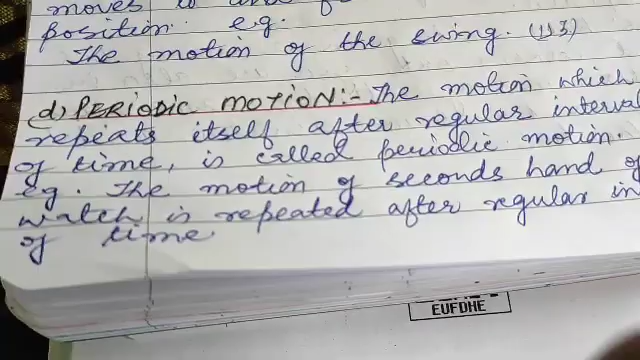 moves
position. e.g.
The motion of the swing. (113)
(d) PERIODIC MOTION:- The motion which
repeats itself after regular interval
of time, is called periodic motion.
eg. The motion of seconds hand of
watch is repeated after regular in
of time.
EUFDHE